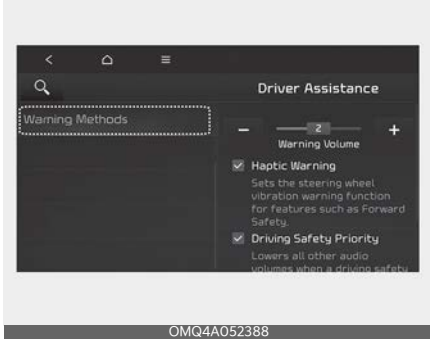 Driver Assistance
Warning Methods
2
Warning Volume
Haptic Warning
Sets the steering wheel
vibration warning function
for features such as Forward
Safety.
Driving Safety Priority
Lowers all other audio
volumes when a driving safety
OMQ4A052388